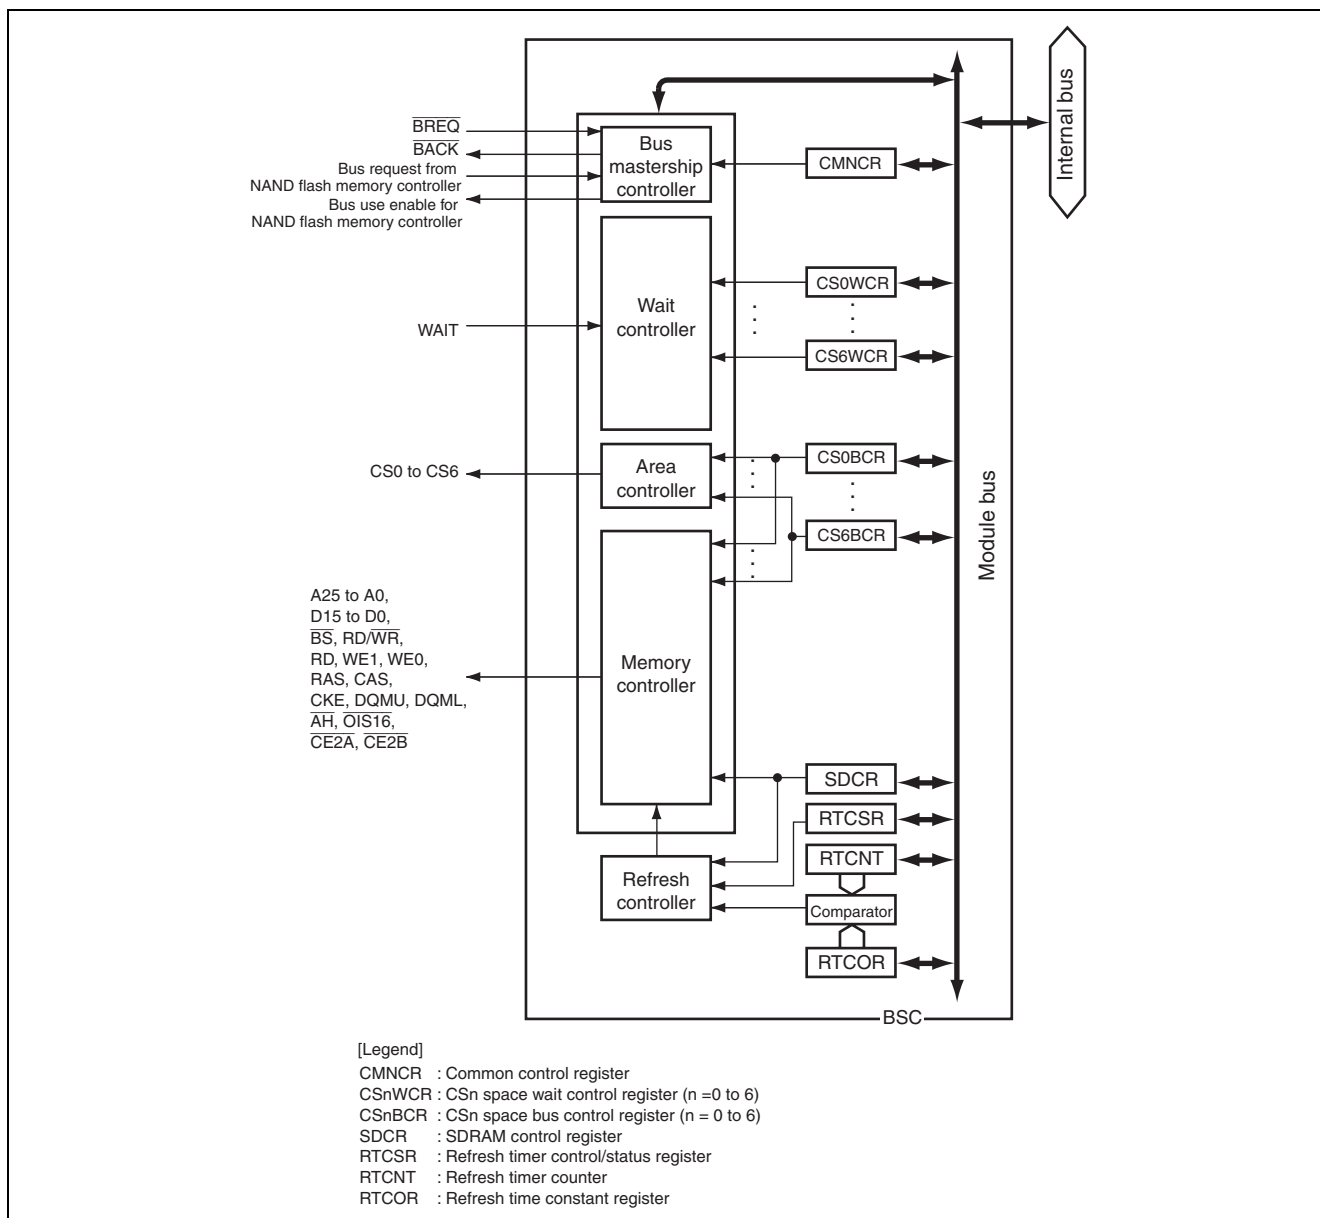 Internal bus
BREQ
BACK
Bus request from
NAND flash memory controller
Bus use enable for
NAND flash memory controller
Bus
mastership
controller
CMNCR
WAIT
Wait
controller
CS0WCR
CS6WCR
CS0 to CS6
Area
controller
CS0BCR
CS6BCR
Module bus
A25 to A0,
D15 to D0,
BS, RD/WR,
RD, WE1, WE0,
RAS, CAS,
CKE, DQMU, DQML,
AH, OIS16,
CE2A, CE2B
Memory
controller
SDCR
RTCSR
RTCNT
Comparator
RTCOR
Refresh
controller
BSC
[Legend]
CMNCR : Common control register
CSnWCR : CSn space wait control register (n =0 to 6)
CSnBCR : CSn space bus control register (n = 0 to 6)
SDCR : SDRAM control register
RTCSR : Refresh timer control/status register
RTCNT : Refresh timer counter
RTCOR : Refresh time constant register